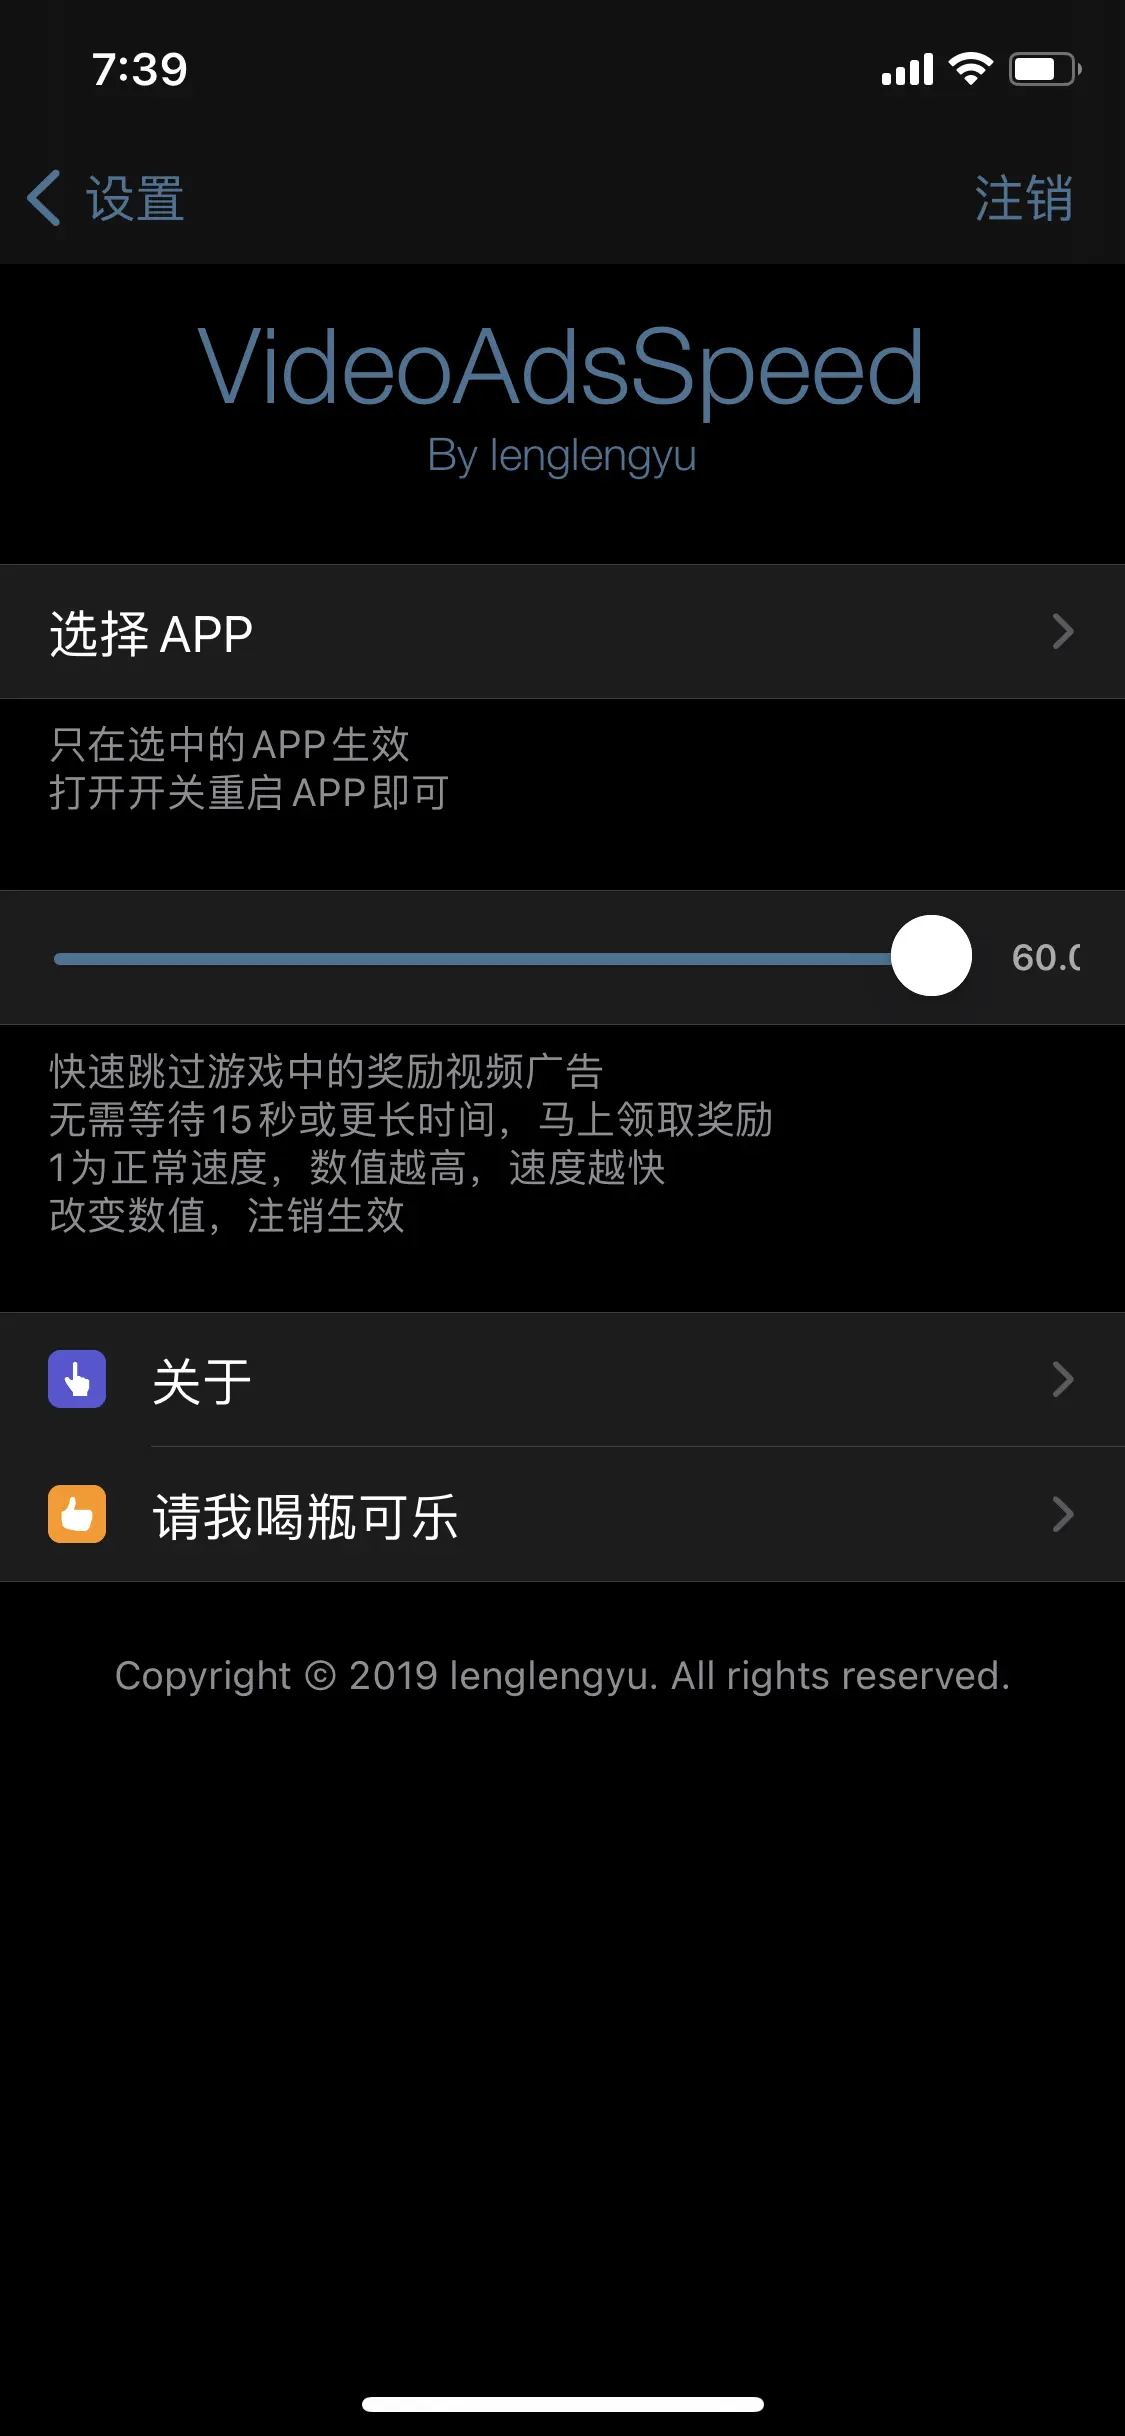 7:39
设置
注销
VideoAdsSpeed
By lenglengyu
选择 APP
只在选中的APP生效
打开开关重启APP即可
60.0
快速跳过游戏中的奖励视频广告
无需等待15秒或更长时间，马上领取奖励
1为正常速度，数值越高，速度越快
改变数值，注销生效
关于
请我喝瓶可乐
Copyright © 2019 lenglengyu. All rights reserved.